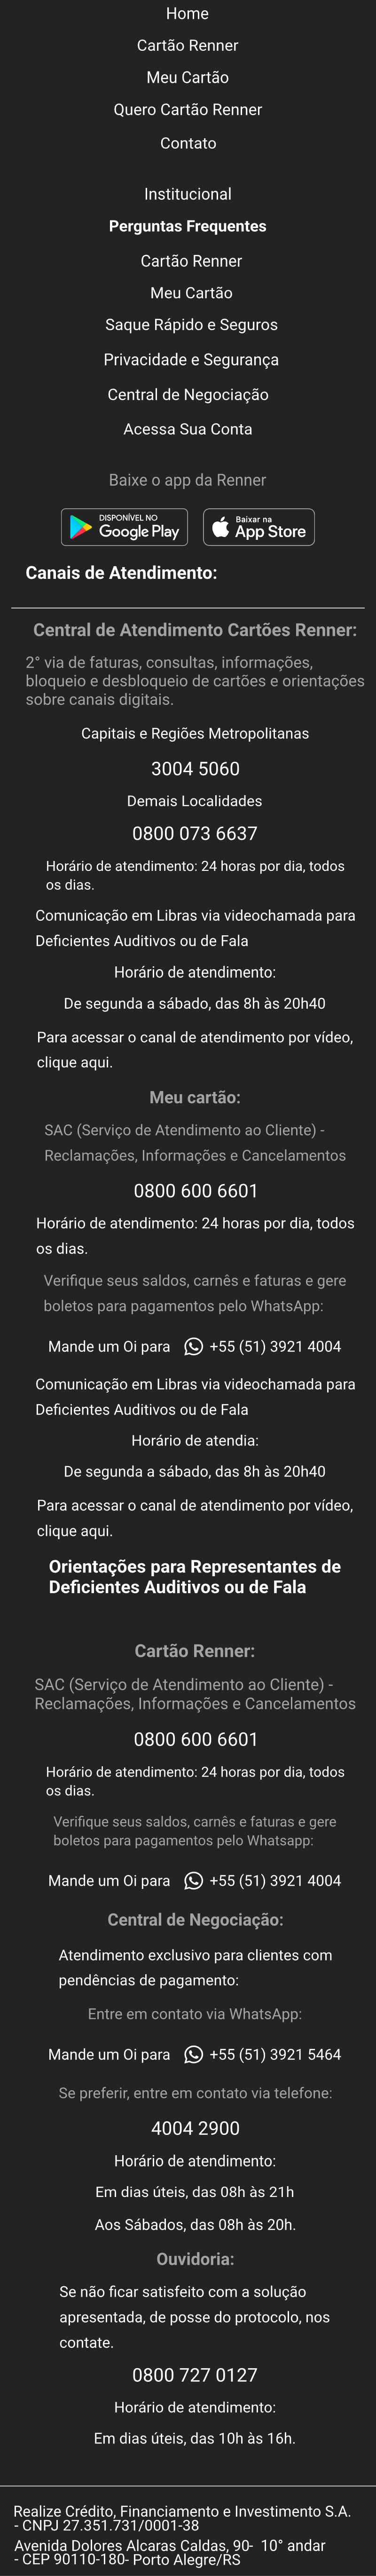 Home
Cartão Renner
Meu Cartão
Quero Cartão Renner
Contato
Institucional
Perguntas Frequentes
Cartão Renner
Meu Cartão
Saque Rápido e Seguros
Privacidade e Segurança
Central de Negociação
Acessa Sua Conta
Baixe o app da Renner
DISPONÍVEL NO
Google Play
Baixar na
App Store
Canais de Atendimento:
Central de Atendimento Cartões Renner:
2° via de faturas, consultas, informações,
bloqueio e desbloqueio de cartões e orientações
sobre canais digitais.
Capitais e Regiões Metropolitanas
3004 5060
Demais Localidades
0800 073 6637
Horário de atendimento: 24 horas por dia, todos
os dias.
Comunicação em Libras via videochamada para
Deficientes Auditivos ou de Fala
Horário de atendimento:
De segunda a sábado, das 8h às 20h40
Para acessar o canal de atendimento por vídeo,
clique aqui.
Meu cartão:
SAC (Serviço de Atendimento ao Cliente) -
Reclamações, Informações e Cancelamentos
0800 600 6601
Horário de atendimento: 24 horas por dia, todos
os dias.
Verifique seus saldos, carnês e faturas e gere
boletos para pagamentos pelo WhatsApp:
Mande um Oi para +55 (51) 3921 4004
Comunicação em Libras via videochamada para
Deficientes Auditivos ou de Fala
Horário de atendia:
De segunda a sábado, das 8h às 20h40
Para acessar o canal de atendimento por vídeo,
clique aqui.
Orientações para Representantes de
Deficientes Auditivos ou de Fala
Cartão Renner:
SAC (Serviço de Atendimento ao Cliente) -
Reclamações, Informações e Cancelamentos
0800 600 6601
Horário de atendimento: 24 horas por dia, todos
os dias.
Verifique seus saldos, carnês e faturas e gere
boletos para pagamentos pelo Whatsapp:
Mande um Oi para +55 (51) 3921 4004
Central de Negociação:
Atendimento exclusivo para clientes com
pendências de pagamento:
Entre em contato via WhatsApp:
Mande um Oi para +55 (51) 3921 5464
Se preferir, entre em contato via telefone:
4004 2900
Horário de atendimento:
Em dias úteis, das 08h às 21h
Aos Sábados, das 08h às 20h.
Ouvidoria:
Se não ficar satisfeito com a solução
apresentada, de posse do protocolo, nos
contate.
0800 727 0127
Horário de atendimento:
Em dias úteis, das 10h às 16h.
Realize Crédito, Financiamento e Investimento S.A.
- CNPJ 27.351.731/0001-38
Avenida Dolores Alcaras Caldas, 90- 10° andar
- CEP 90110-180- Porto Alegre/RS